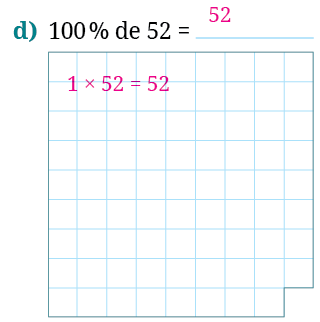 d) 100 % de 52 = 52
1 × 52 = 52